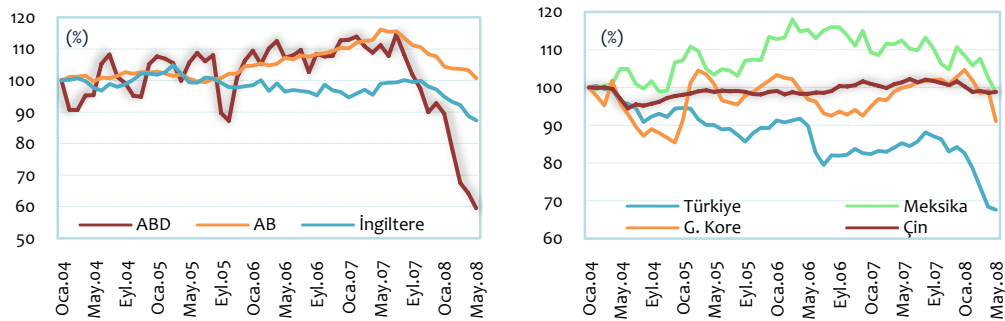 (%)
120
110
100
90
80
70
60
50
ABD
AB
İngiltere
Oca.04
May.04
Eyl.04
Oca.05
May.05
Eyl.05
Oca.06
May.06
Eyl.06
Oca.07
May.07
Eyl.07
Oca.08
May.08
(%)
120
110
100
90
80
70
60
Türkiye
Meksika
G. Kore
Çin
Oca.04
May.04
Eyl.04
Oca.05
May.05
Eyl.05
Oca.06
May.06
Eyl.06
Oca.07
May.07
Eyl.07
Oca.08
May.08